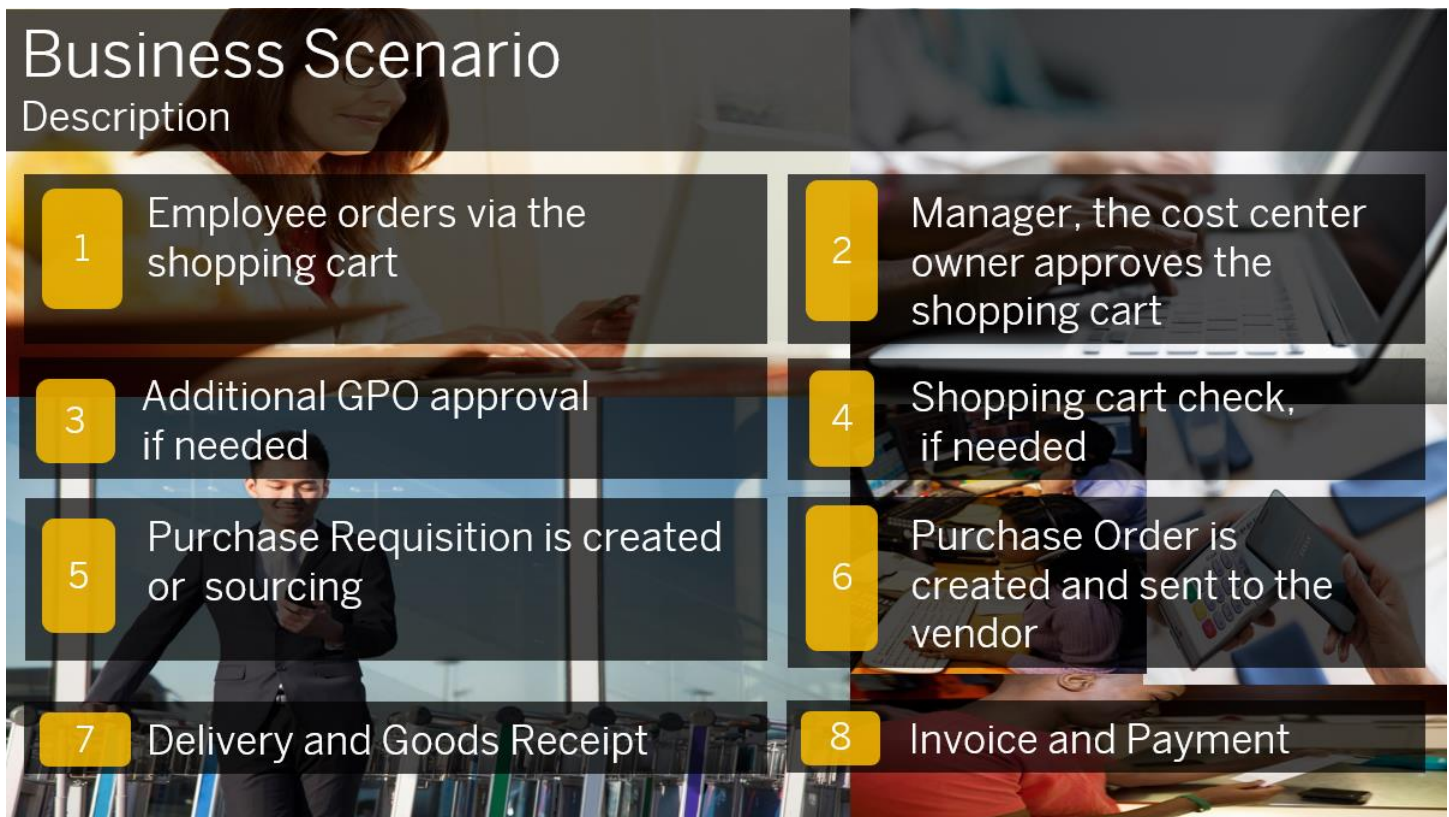 Business Scenario
Description
1
Employee orders via the
shopping cart
2
Manager, the cost center
owner approves the
shopping cart
3
Additional GPO approval
if needed
4
Shopping cart check,
if needed
5
Purchase Requisition is created
or  sourcing
6
Purchase Order is
created and sent to the
vendor
7
Delivery and Goods Receipt
8
Invoice and Payment